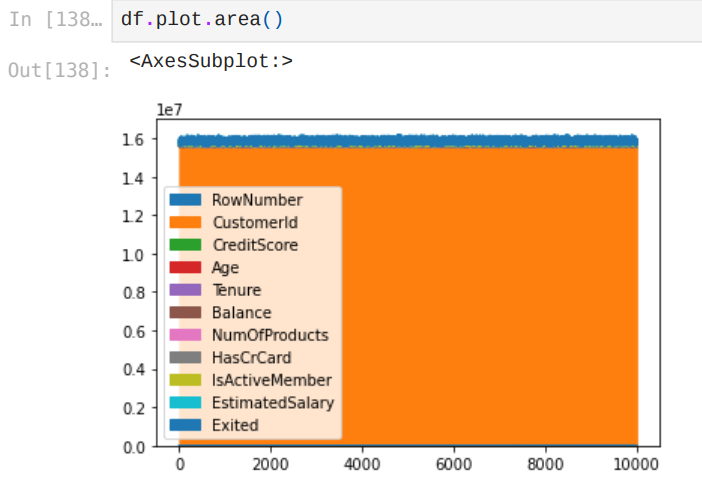 In [138… df.plot.area()
Out[138]: <AxesSubplot:>
1e7
1.6
1.4
1.2
1.0
0.8
0.6
0.4
0.2
0.0
RowNumber
CustomerId
CreditScore
Age
Tenure
Balance
NumOfProducts
HasCrCard
IsActiveMember
EstimatedSalary
Exited
0 2000 4000 6000 8000 10000